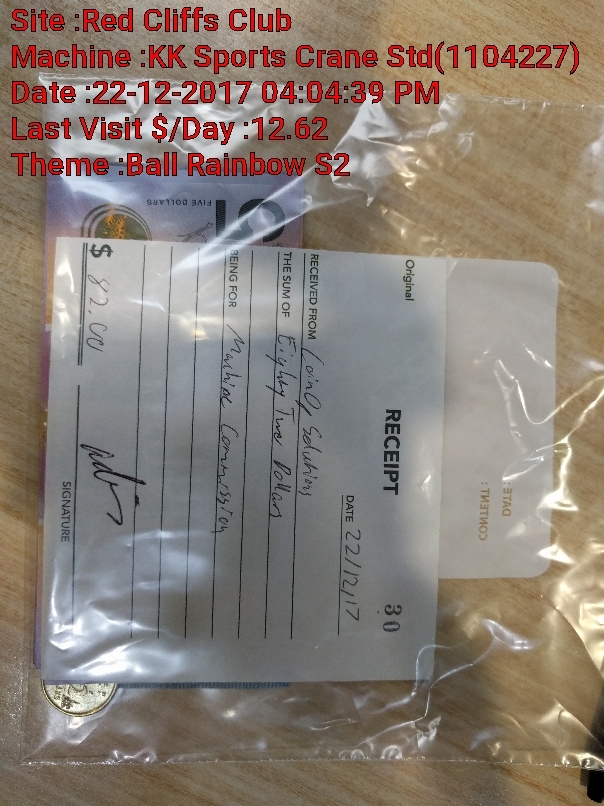 Site :Red Cliffs Club
Machine :KK Sports Crane Std(1104227)
Date :22-12-2017 04:04:39 PM
Last Visit $/Day :12.62
Theme :Ball Rainbow S2
FIVE DOLLARS
5
Original
RECEIPT 30
DATE 22/12/17
RECEIVED FROM CoinOp Solutions
THE SUM OF Eighty Two Dollars
BEING FOR Machine Commission
$ 82.00
SIGNATURE
DATE :
CONTENT :